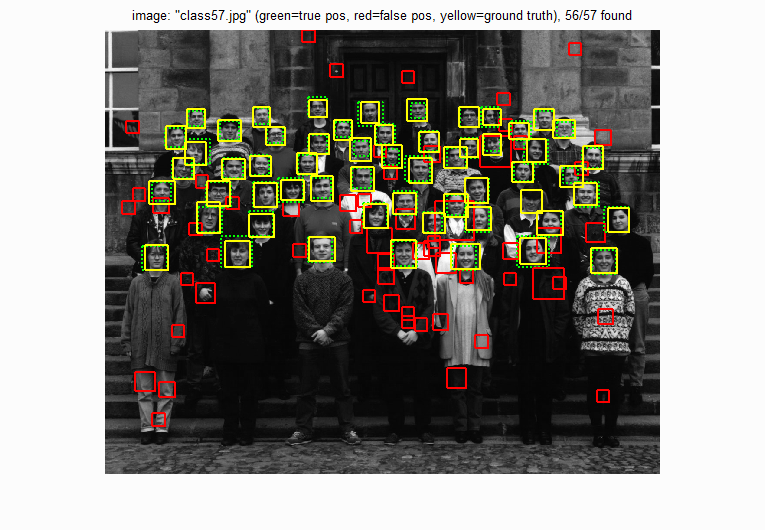 image: "class57.jpg" (green=true pos, red=false pos, yellow=ground truth), 56/57 found